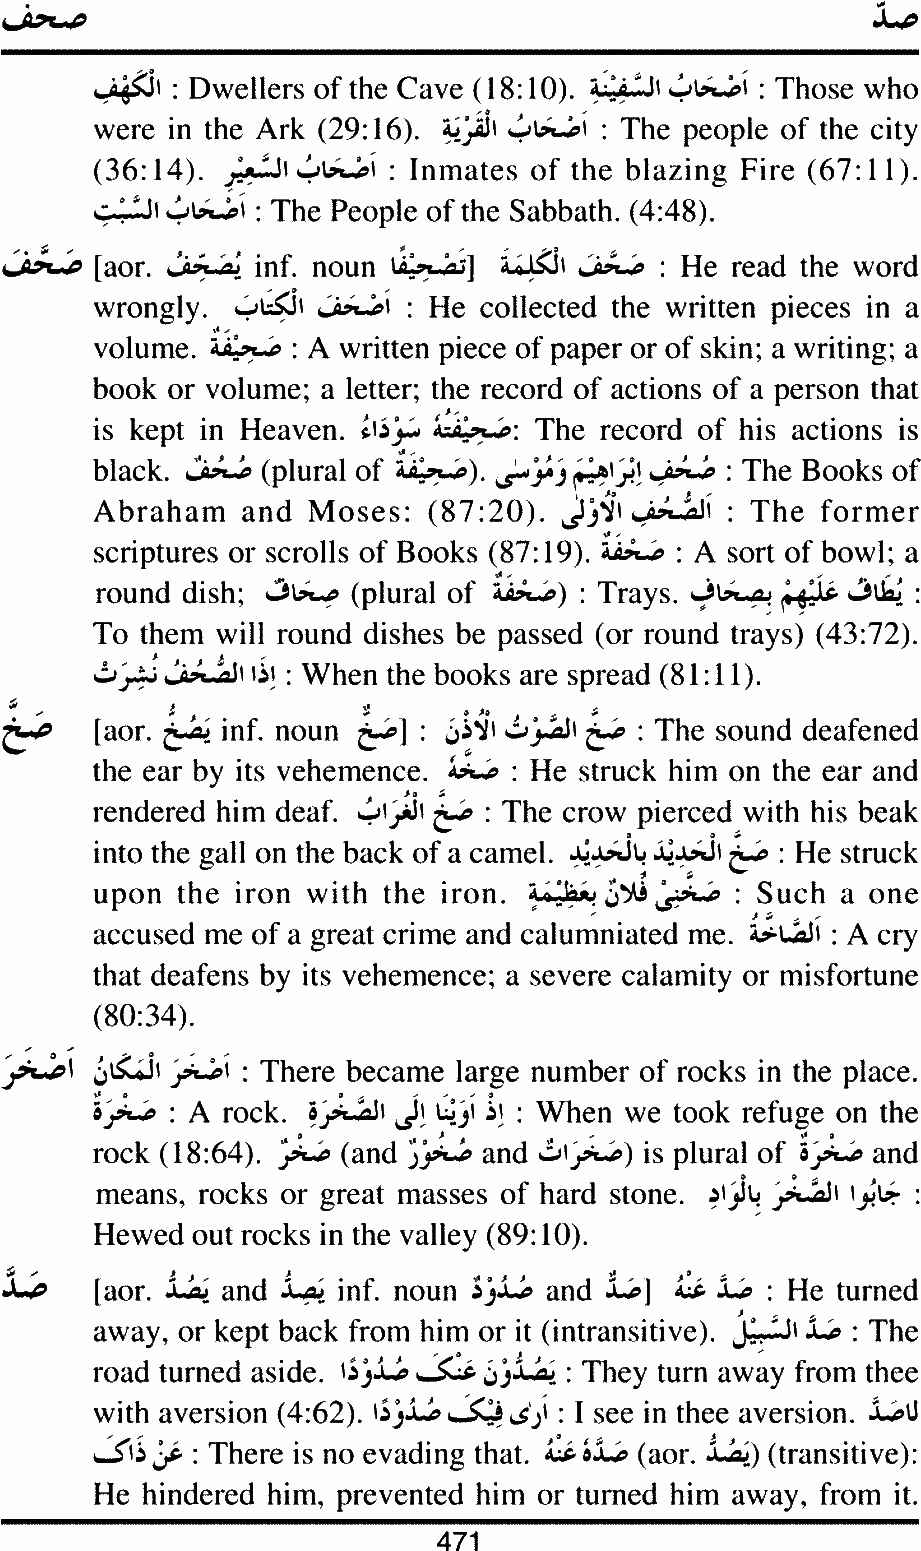 صحف صدّ
الْكَهْفِ : Dwellers of the Cave (18:10). اَصْحَابُ السَّفِيْنَةِ : Those who
were in the Ark (29:16). اَصْحَابُ الْقَرْيَةِ : The people of the city
(36:14). اَصْحَابُ السَّعِيْرِ : Inmates of the blazing Fire (67:11).
اَصْحَابُ السَّبْتِ : The People of the Sabbath. (4:48).
صَحَّفَ [aor. يُصَحِّفُ inf. noun تَصْحِيْفًا] صَحَّفَ الْكَلِمَةَ : He read the word
wrongly. اَصْحَفَ الْكِتَابَ : He collected the written pieces in a
volume. صَحِيْفَةٌ : A written piece of paper or of skin; a writing; a
book or volume; a letter; the record of actions of a person that
is kept in Heaven. صَحِيْفَتُهُ سَوْدَاءُ: The record of his actions is
black. صُحُفٌ (plural of صَحِيْفَةٌ). صُحُفِ اِبْرَاهِيْمَ وَمُوْسٰى : The Books of
Abraham and Moses: (87:20). اَلصُّحُفِ الْاُوْلٰى : The former
scriptures or scrolls of Books (87:19). صَحْفَةٌ : A sort of bowl; a
round dish; صِحَافٌ (plural of صَحْفَةٌ) : Trays. يُطَافُ عَلَيْهِمْ بِصِحَافٍ :
To them will round dishes be passed (or round trays) (43:72).
اِذَا الصُّحُفُ نُشِرَتْ : When the books are spread (81:11).
صَخَّ [aor. يَصُخُّ inf. noun صَخٌّ] : صَخَّ الصَّوْتُ الْاُذُنَ : The sound deafened
the ear by its vehemence. صَخَّهُ : He struck him on the ear and
rendered him deaf. صَخَّ الْغُرَابُ : The crow pierced with his beak
into the gall on the back of a camel. صَخَّ الْحَدِيْدَ بِالْحَدِيْدِ : He struck
upon the iron with the iron. صَخَّنِىْ فُلَانٌ بِعَظِيْمَةٍ : Such a one
accused me of a great crime and calumniated me. اَلصَّاخَّةُ : A cry
that deafens by its vehemence; a severe calamity or misfortune
(80:34).
اَصْخَرَ اَصْخَرَ الْمَكَانُ : There became large number of rocks in the place.
صَخْرَةٌ : A rock. اِذْ اَوَيْنَا اِلَى الصَّخْرَةِ : When we took refuge on the
rock (18:64). صَخْرٌ (and صُخُوْرٌ and صَخَرَاتٌ) is plural of صَخْرَةٌ and
means, rocks or great masses of hard stone. جَابُوا الصَّخْرَ بِالْوَادِ :
Hewed out rocks in the valley (89:10).
صَدَّ [aor. يَصُدُّ and يَصِدُّ inf. noun صُدُوْدٌ and صَدٌّ] صَدَّ عَنْهُ : He turned
away, or kept back from him or it (intransitive). صَدَّ السَّبِيْلُ : The
road turned aside. يَصُدُّوْنَ عَنْكَ صُدُوْدًا : They turn away from thee
with aversion (4:62). اَرٰى فِيْكَ صُدُوْدًا : I see in thee aversion. لَاصَدَّ
عَنْ ذَاكَ : There is no evading that. صَدَّهُ عَنْهُ (aor. يَصُدُّ) (transitive):
He hindered him, prevented him or turned him away, from it.
471